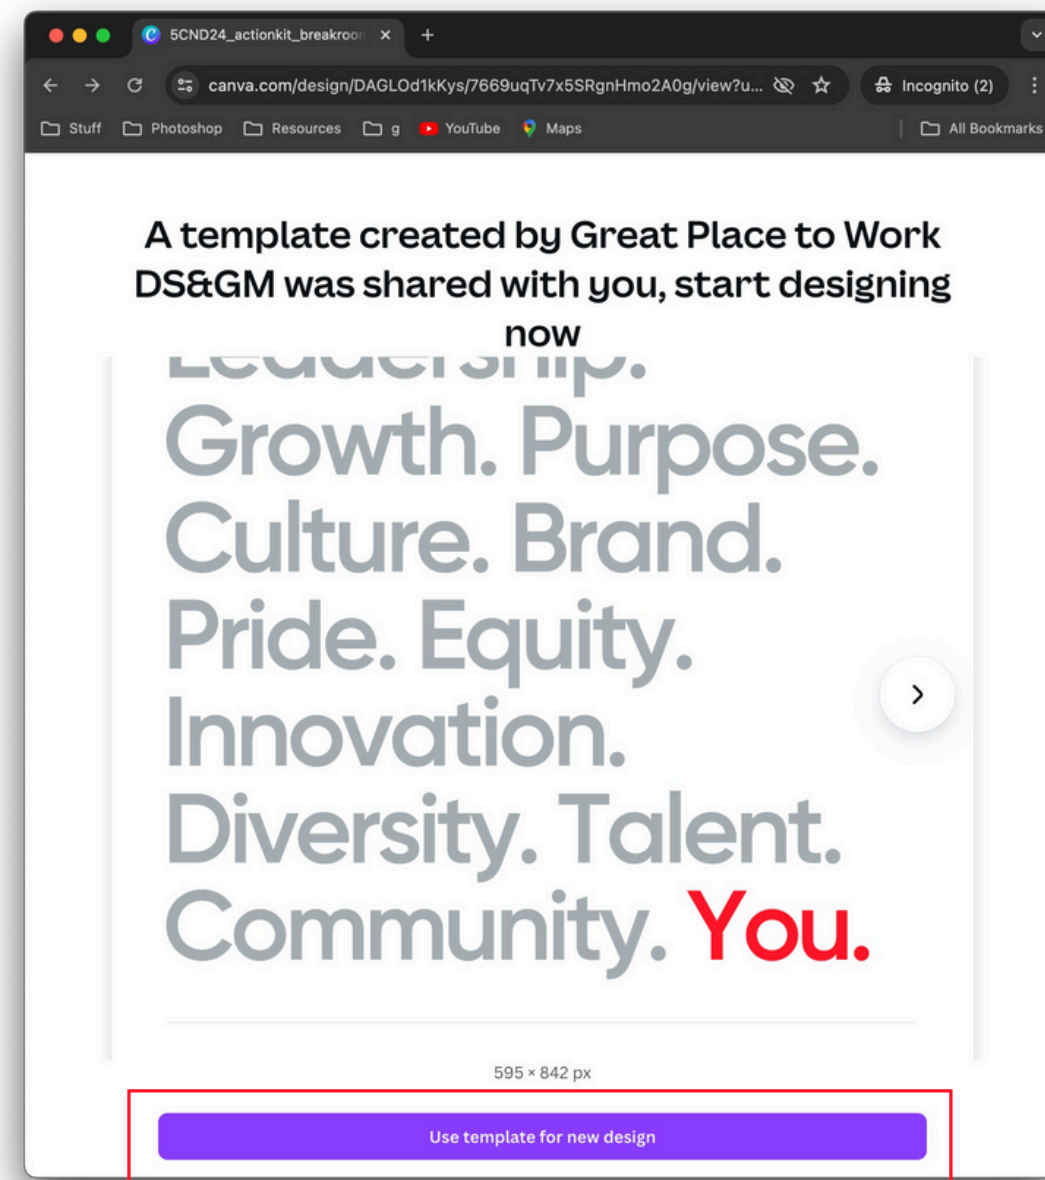 5CND24_actionkit_breakroon
canva.com/design/DAGLOd1kKys/7669uqTv7x5SRgnHmo2A0g/view?u...
Incognito (2)
Stuff
Photoshop
Resources
g
YouTube
Maps
All Bookmarks
A template created by Great Place to Work
DS&GM was shared with you, start designing
now
Leadership.
Growth. Purpose.
Culture. Brand.
Pride. Equity.
Innovation.
Diversity. Talent.
Community. You.
595 × 842 px
Use template for new design